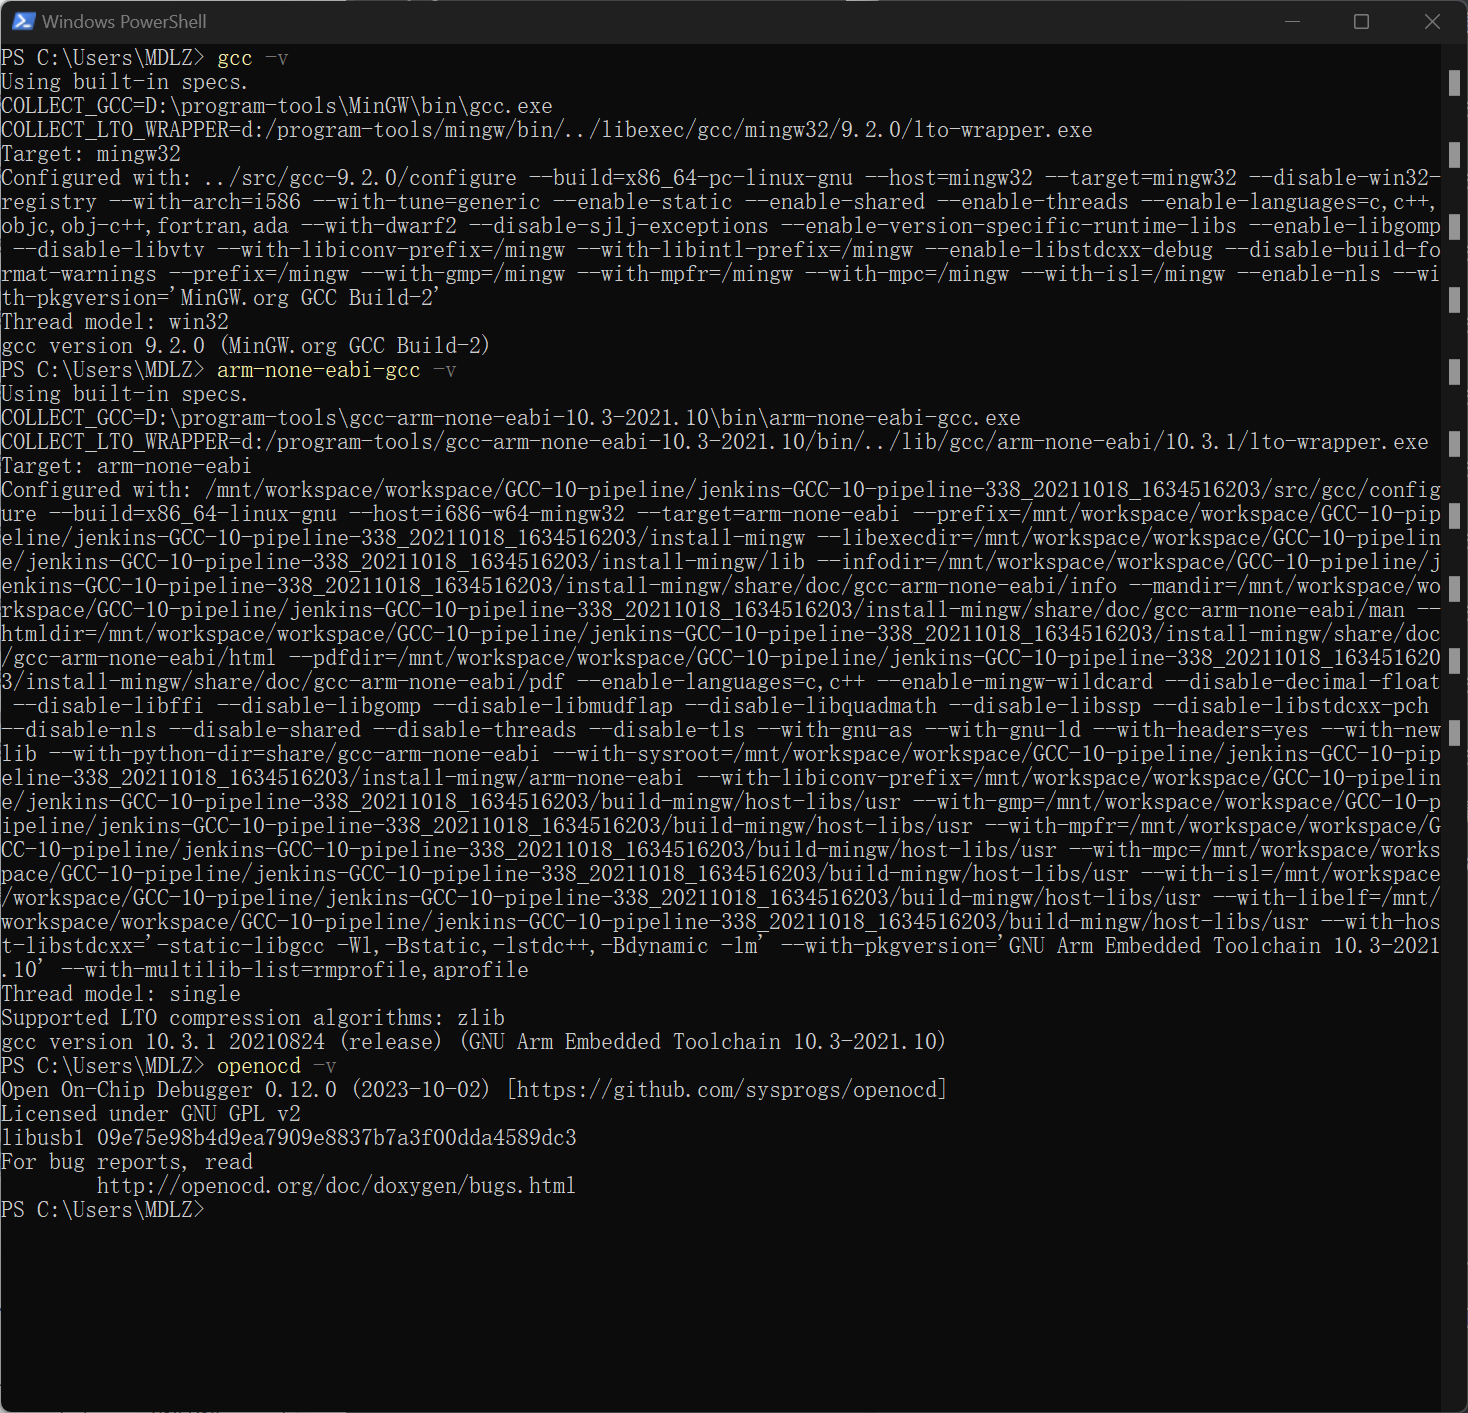 Windows PowerShell
PS C:\Users\MDLZ> gcc -v
Using built-in specs.
COLLECT_GCC=D:\program-tools\MinGW\bin\gcc.exe
COLLECT_LTO_WRAPPER=d:/program-tools/mingw/bin/../libexec/gcc/mingw32/9.2.0/lto-wrapper.exe
Target: mingw32
Configured with: ../src/gcc-9.2.0/configure --build=x86_64-pc-linux-gnu --host=mingw32 --target=mingw32 --disable-win32-
registry --with-arch=i586 --with-tune=generic --enable-static --enable-shared --enable-threads --enable-languages=c,c++,
objc,obj-c++,fortran,ada --with-dwarf2 --disable-sjlj-exceptions --enable-version-specific-runtime-libs --enable-libgomp
 --disable-libvtv --with-libiconv-prefix=/mingw --with-libintl-prefix=/mingw --enable-libstdcxx-debug --disable-build-fo
rmat-warnings --prefix=/mingw --with-gmp=/mingw --with-mpfr=/mingw --with-mpc=/mingw --with-isl=/mingw --enable-nls --wi
th-pkgversion='MinGW.org GCC Build-2'
Thread model: win32
gcc version 9.2.0 (MinGW.org GCC Build-2)
PS C:\Users\MDLZ> arm-none-eabi-gcc -v
Using built-in specs.
COLLECT_GCC=D:\program-tools\gcc-arm-none-eabi-10.3-2021.10\bin\arm-none-eabi-gcc.exe
COLLECT_LTO_WRAPPER=d:/program-tools/gcc-arm-none-eabi-10.3-2021.10/bin/../lib/gcc/arm-none-eabi/10.3.1/lto-wrapper.exe
Target: arm-none-eabi
Configured with: /mnt/workspace/workspace/GCC-10-pipeline/jenkins-GCC-10-pipeline-338_20211018_1634516203/src/gcc/config
ure --build=x86_64-linux-gnu --host=i686-w64-mingw32 --target=arm-none-eabi --prefix=/mnt/workspace/workspace/GCC-10-pip
eline/jenkins-GCC-10-pipeline-338_20211018_1634516203/install-mingw --libexecdir=/mnt/workspace/workspace/GCC-10-pipelin
e/jenkins-GCC-10-pipeline-338_20211018_1634516203/install-mingw/lib --infodir=/mnt/workspace/workspace/GCC-10-pipeline/j
enkins-GCC-10-pipeline-338_20211018_1634516203/install-mingw/share/doc/gcc-arm-none-eabi/info --mandir=/mnt/workspace/wo
rkspace/GCC-10-pipeline/jenkins-GCC-10-pipeline-338_20211018_1634516203/install-mingw/share/doc/gcc-arm-none-eabi/man --
htmldir=/mnt/workspace/workspace/GCC-10-pipeline/jenkins-GCC-10-pipeline-338_20211018_1634516203/install-mingw/share/doc
/gcc-arm-none-eabi/html --pdfdir=/mnt/workspace/workspace/GCC-10-pipeline/jenkins-GCC-10-pipeline-338_20211018_163451620
3/install-mingw/share/doc/gcc-arm-none-eabi/pdf --enable-languages=c,c++ --enable-mingw-wildcard --disable-decimal-float
 --disable-libffi --disable-libgomp --disable-libmudflap --disable-libquadmath --disable-libssp --disable-libstdcxx-pch
--disable-nls --disable-shared --disable-threads --disable-tls --with-gnu-as --with-gnu-ld --with-headers=yes --with-new
lib --with-python-dir=share/gcc-arm-none-eabi --with-sysroot=/mnt/workspace/workspace/GCC-10-pipeline/jenkins-GCC-10-pip
eline-338_20211018_1634516203/install-mingw/arm-none-eabi --with-libiconv-prefix=/mnt/workspace/workspace/GCC-10-pipelin
e/jenkins-GCC-10-pipeline-338_20211018_1634516203/build-mingw/host-libs/usr --with-gmp=/mnt/workspace/workspace/GCC-10-p
ipeline/jenkins-GCC-10-pipeline-338_20211018_1634516203/build-mingw/host-libs/usr --with-mpfr=/mnt/workspace/workspace/G
CC-10-pipeline/jenkins-GCC-10-pipeline-338_20211018_1634516203/build-mingw/host-libs/usr --with-mpc=/mnt/workspace/works
pace/GCC-10-pipeline/jenkins-GCC-10-pipeline-338_20211018_1634516203/build-mingw/host-libs/usr --with-isl=/mnt/workspace
/workspace/GCC-10-pipeline/jenkins-GCC-10-pipeline-338_20211018_1634516203/build-mingw/host-libs/usr --with-libelf=/mnt/
workspace/workspace/GCC-10-pipeline/jenkins-GCC-10-pipeline-338_20211018_1634516203/build-mingw/host-libs/usr --with-hos
t-libstdcxx='-static-libgcc -Wl,-Bstatic,-lstdc++,-Bdynamic -lm' --with-pkgversion='GNU Arm Embedded Toolchain 10.3-2021
.10' --with-multilib-list=rmprofile,aprofile
Thread model: single
Supported LTO compression algorithms: zlib
gcc version 10.3.1 20210824 (release) (GNU Arm Embedded Toolchain 10.3-2021.10)
PS C:\Users\MDLZ> openocd -v
Open On-Chip Debugger 0.12.0 (2023-10-02) [https://github.com/sysprogs/openocd]
Licensed under GNU GPL v2
libusb1 09e75e98b4d9ea7909e8837b7a3f00dda4589dc3
For bug reports, read
        http://openocd.org/doc/doxygen/bugs.html
PS C:\Users\MDLZ>